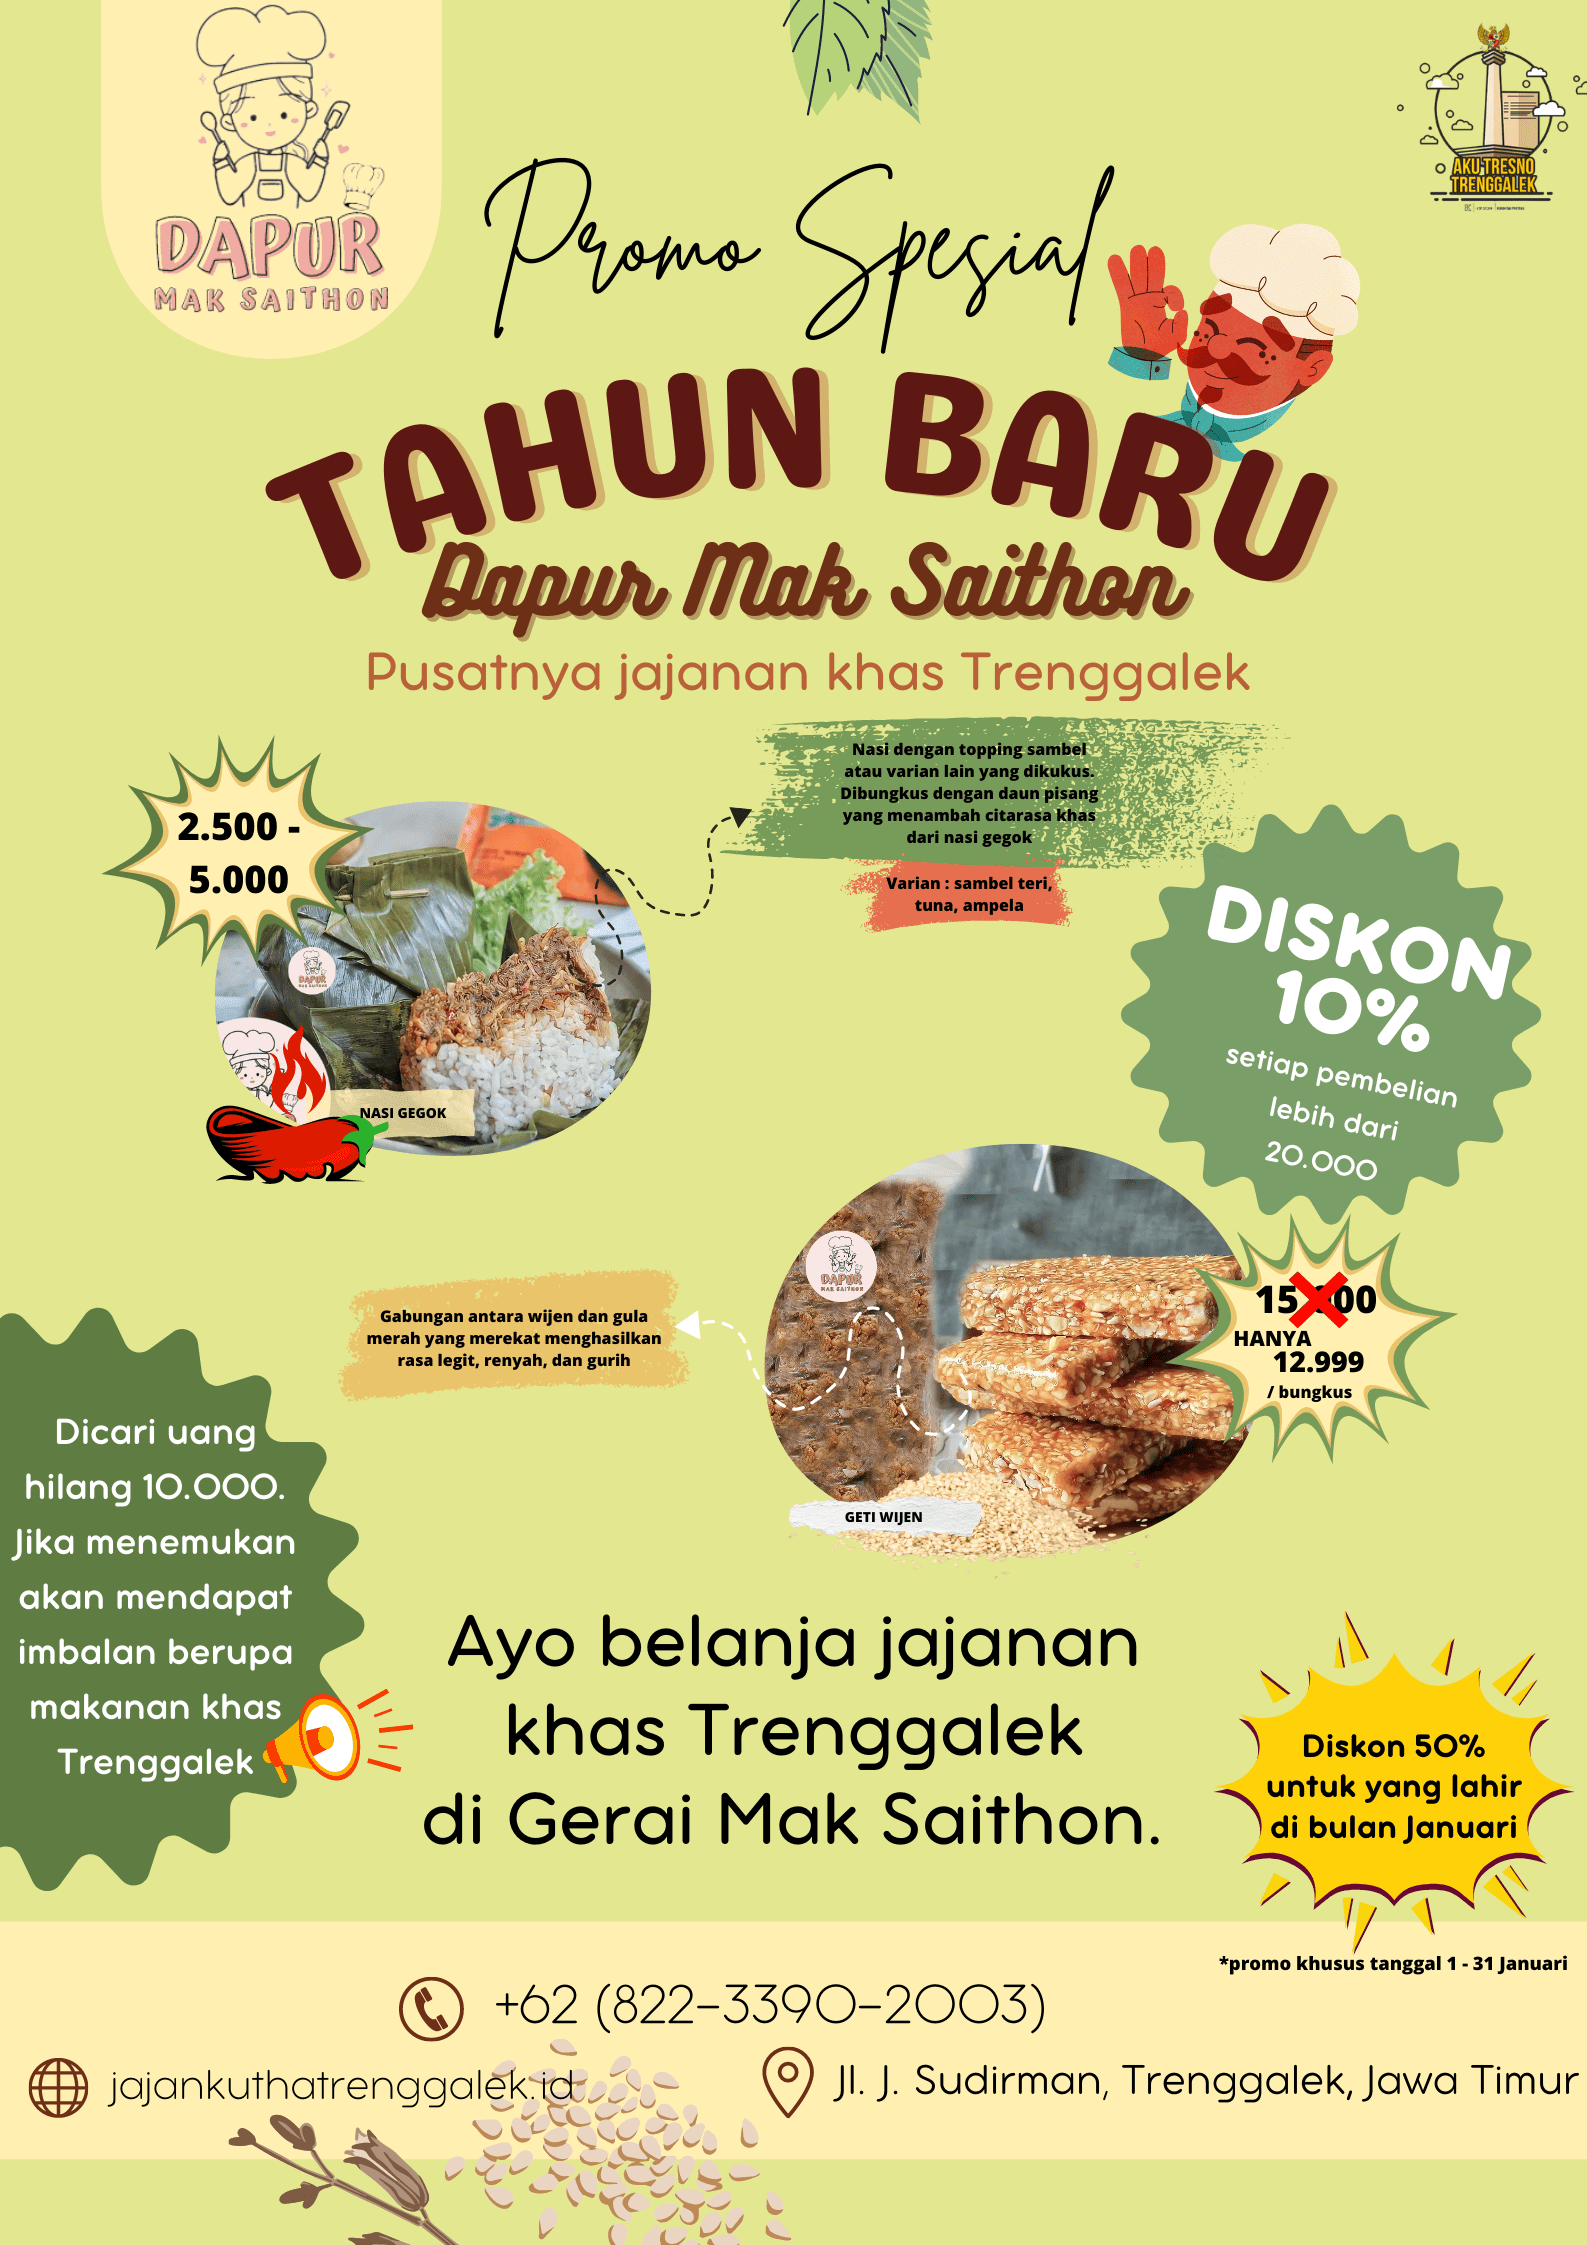 DAPUR
MAK SAITHON
AKU TRESNO
TRENGGALEK
Promo Spesial
TAHUN BARU
Dapur Mak Saithon
Pusatnya jajanan khas Trenggalek
2.500 -
5.000
Nasi dengan topping sambel
atau varian lain yang dikukus.
Dibungkus dengan daun pisang
yang menambah citarasa khas
dari nasi gegok
Varian : sambel teri,
tuna, ampela
DAPUR
MAK SAITHON
NASI GEGOK
DISKON
10%
setiap pembelian
lebih dari
20.000
DAPUR
MAK SAITHON
GETI WIJEN
HANYA
12.999
/ bungkus
Gabungan antara wijen dan gula
merah yang merekat menghasilkan
rasa legit, renyah, dan gurih
Dicari uang
hilang 10.000.
Jika menemukan
akan mendapat
imbalan berupa
makanan khas
Trenggalek
Ayo belanja jajanan
khas Trenggalek
di Gerai Mak Saithon.
Diskon 50%
untuk yang lahir
di bulan Januari
*promo khusus tanggal 1 - 31 Januari
+62 (822-3390-2003)
jajankuthatrenggalek.id
Jl. J. Sudirman, Trenggalek, Jawa Timur